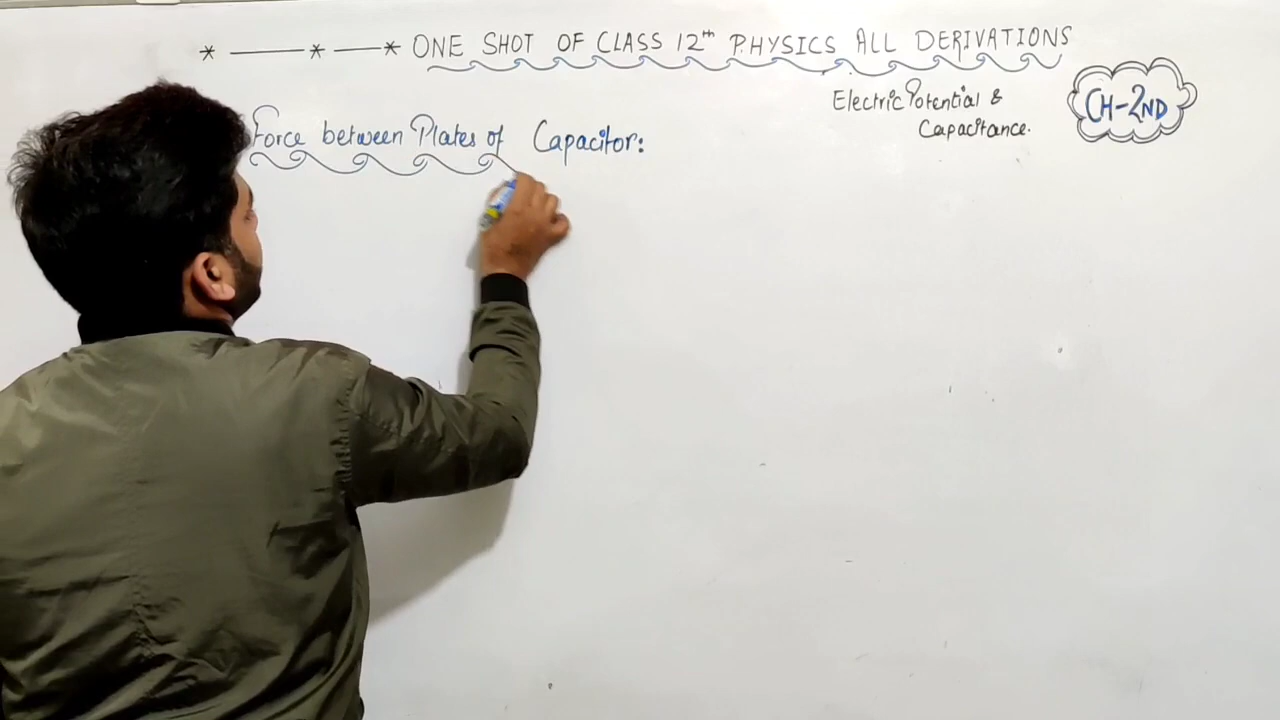 * ——— * —— * ONE SHOT OF CLASS 12th PHYSICS ALL DERIVATIONS
Electric Potential &
Capacitance.
CH-2ND
Force between Plates of Capacitor: